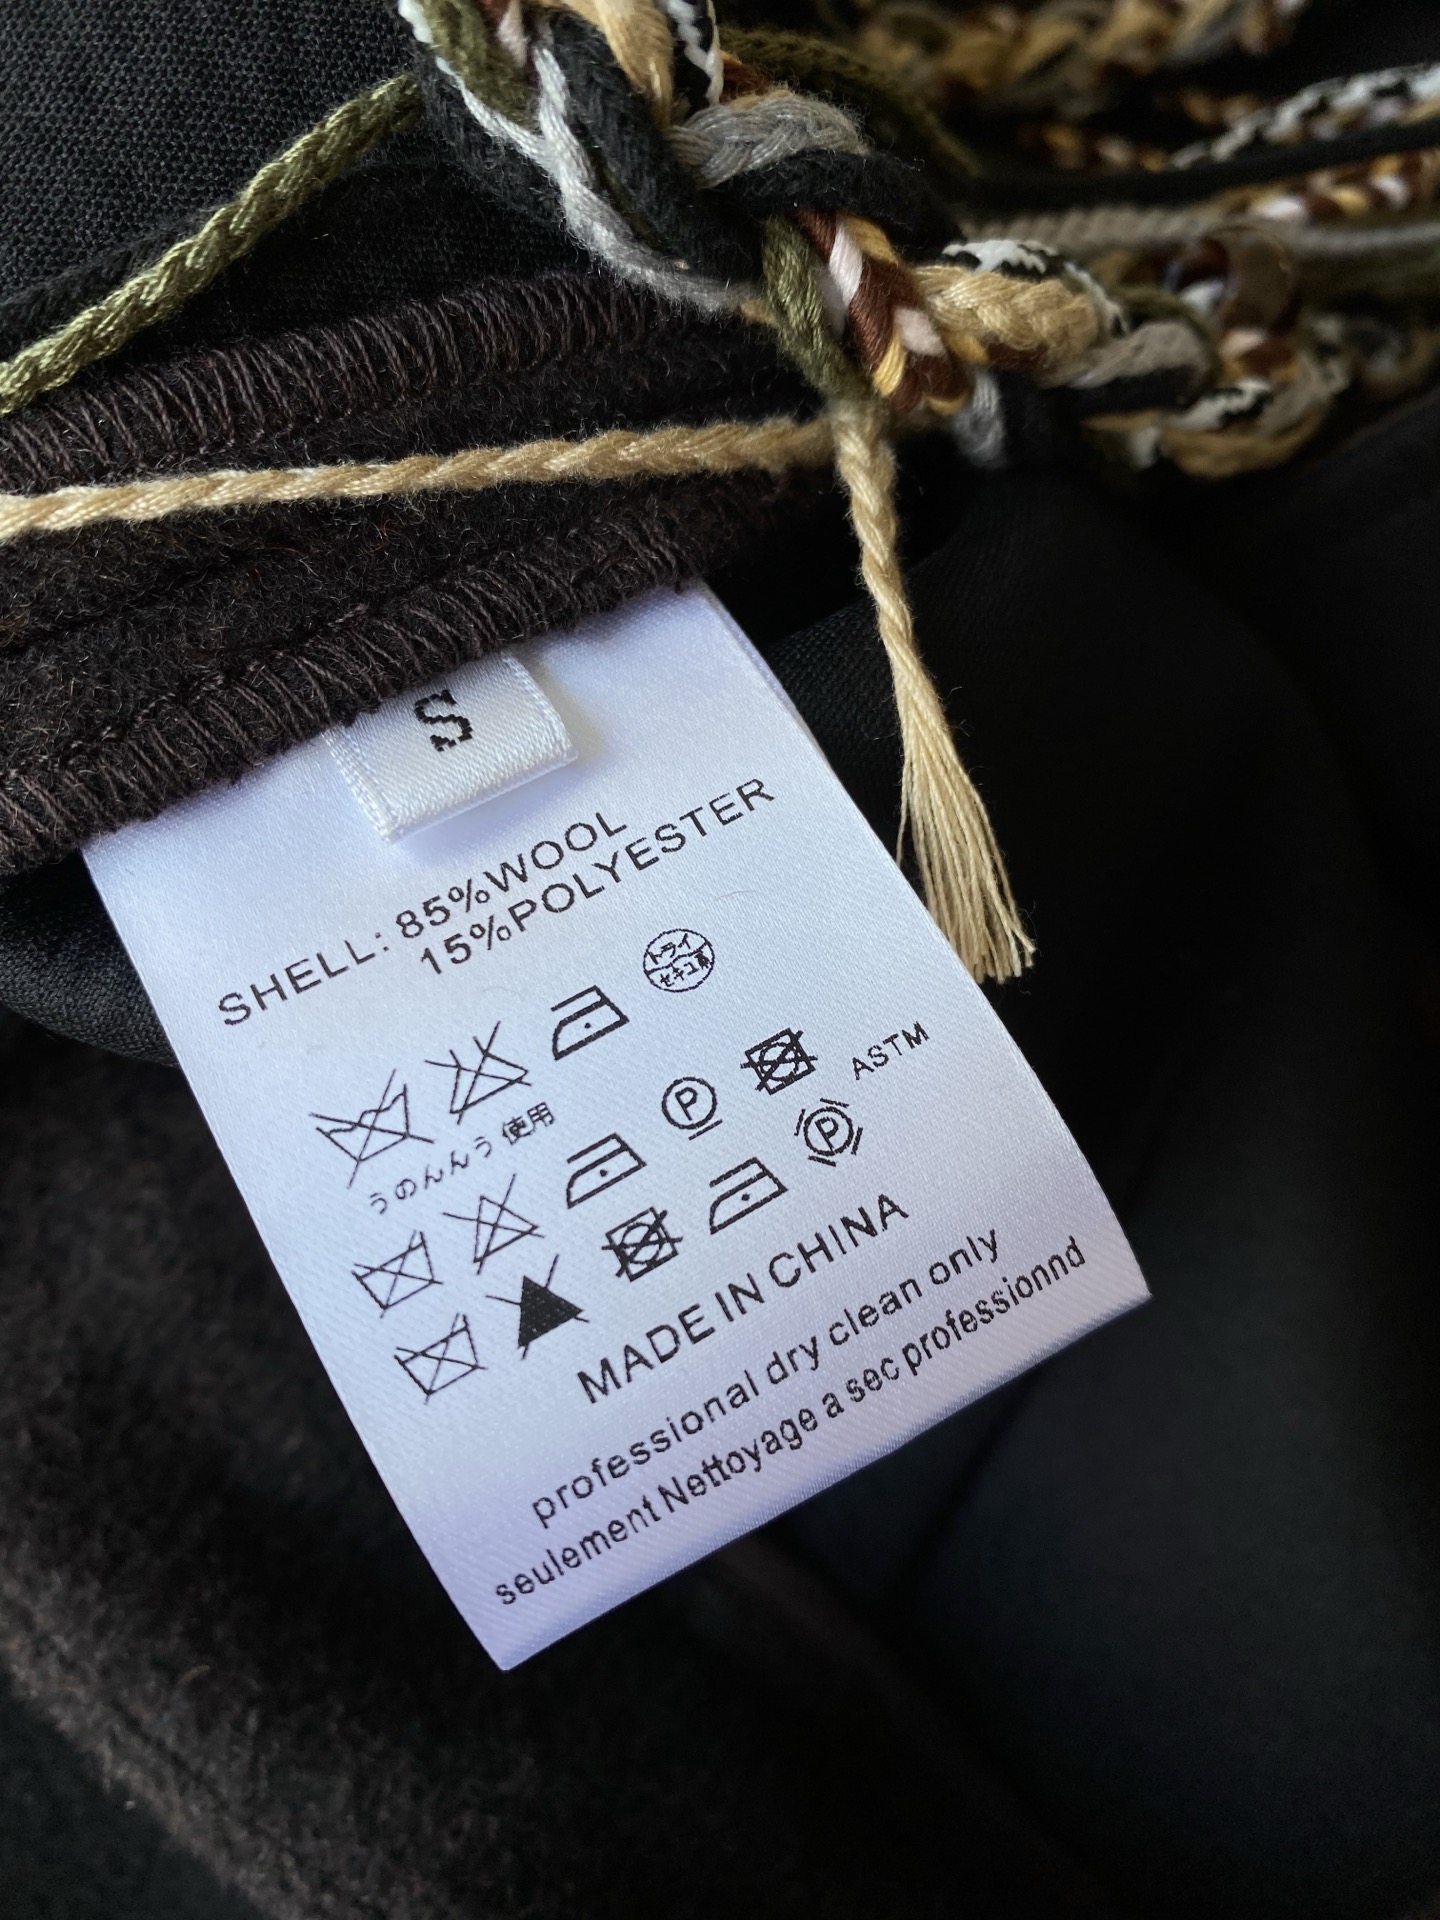 S
SHELL: 85%WOOL
15%POLYESTER
トライ
セキユ系
うのんんう 使用
P
ASTM
P
MADE IN CHINA
professional dry clean only
seulement Nettoyage a sec professionnd